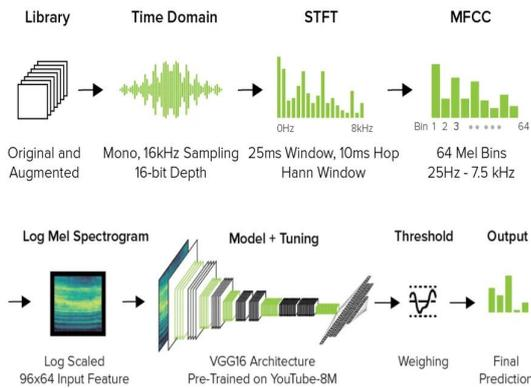 Library
Time Domain
STFT
MFCC
0Hz 8kHz
Bin 1 2 3 64
Original and
Augmented
Mono, 16kHz Sampling
16-bit Depth
25ms Window, 10ms Hop
Hann Window
64 Mel Bins
25Hz - 7.5 kHz
Log Mel Spectrogram
Model + Tuning
Threshold
Output
Log Scaled
96x64 Input Feature
VGG16 Architecture
Pre-Trained on YouTube-8M
Weighing
Final
Prediction